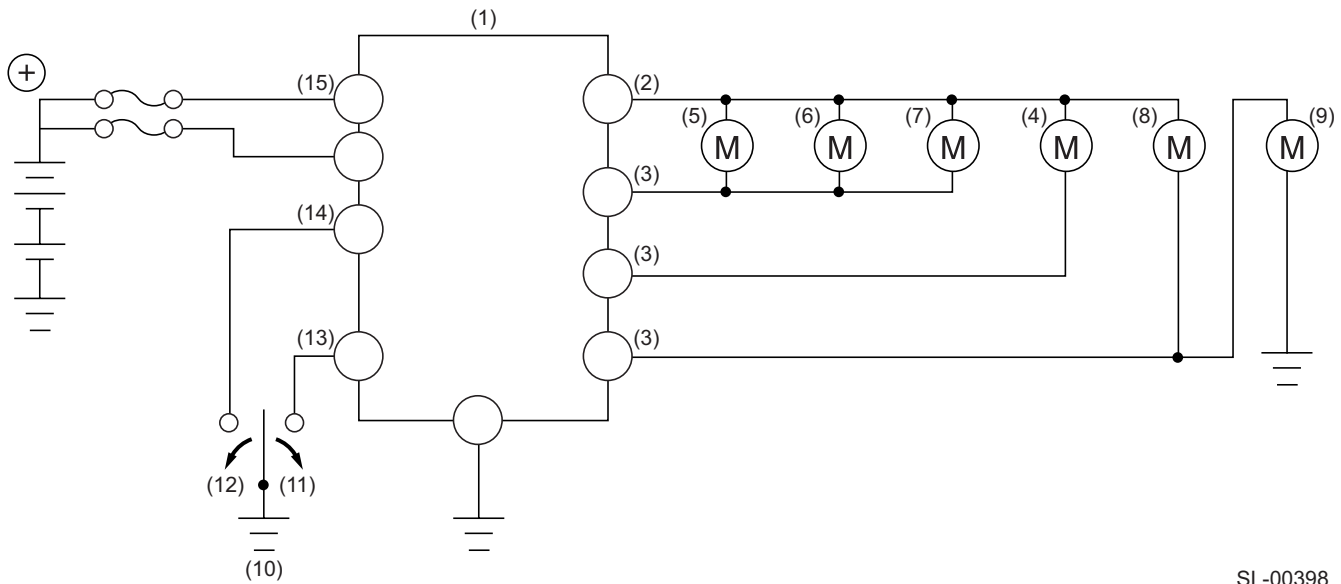 (1)
+
(15)
(2)
(5)
(6)
(7)
(4)
(8)
(9)
M
M
M
M
M
M
(3)
(14)
(3)
(13)
(3)
(12)
(11)
(10)
SL-00398